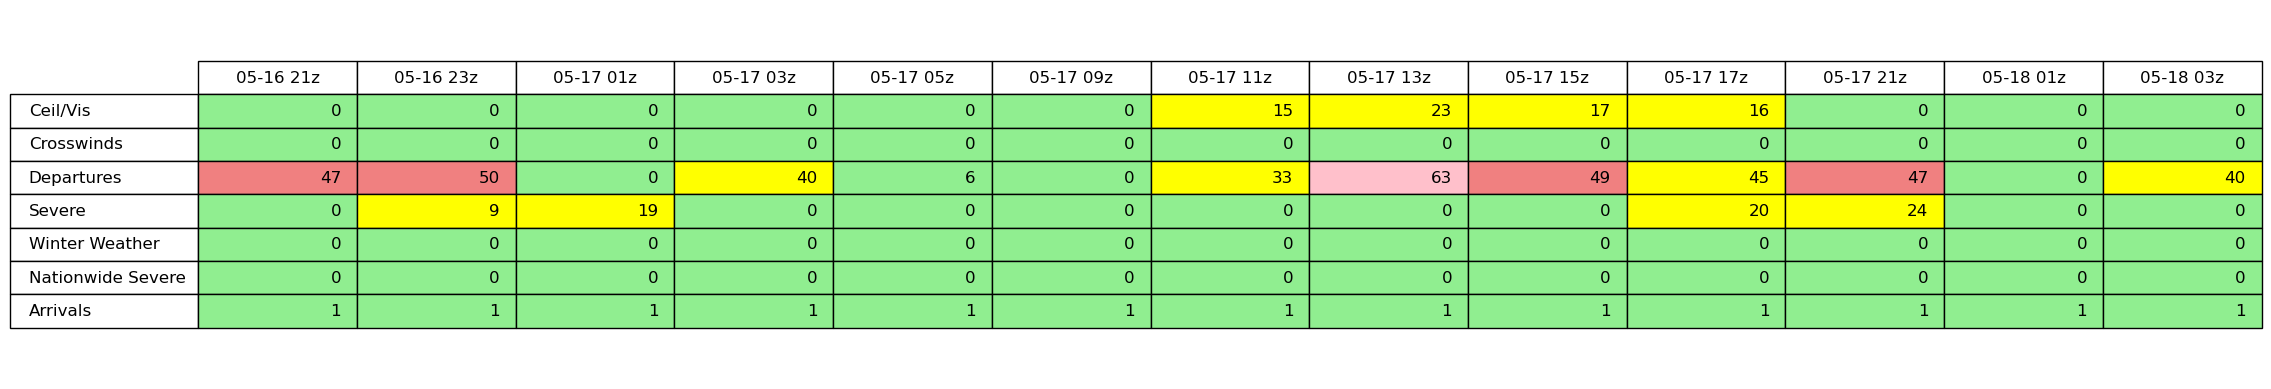 05-16 21z 05-16 23z 05-17 01z 05-17 03z 05-17 05z 05-17 09z 05-17 11z 05-17 13z 05-17 15z 05-17 17z 05-17 21z 05-18 01z 05-18 03z
Ceil/Vis 0 0 0 0 0 0 15 23 17 16 0 0 0
Crosswinds 0 0 0 0 0 0 0 0 0 0 0 0 0
Departures 47 50 0 40 6 0 33 63 49 45 47 0 40
Severe 0 9 19 0 0 0 0 0 0 20 24 0 0
Winter Weather 0 0 0 0 0 0 0 0 0 0 0 0 0
Nationwide Severe 0 0 0 0 0 0 0 0 0 0 0 0 0
Arrivals 1 1 1 1 1 1 1 1 1 1 1 1 1